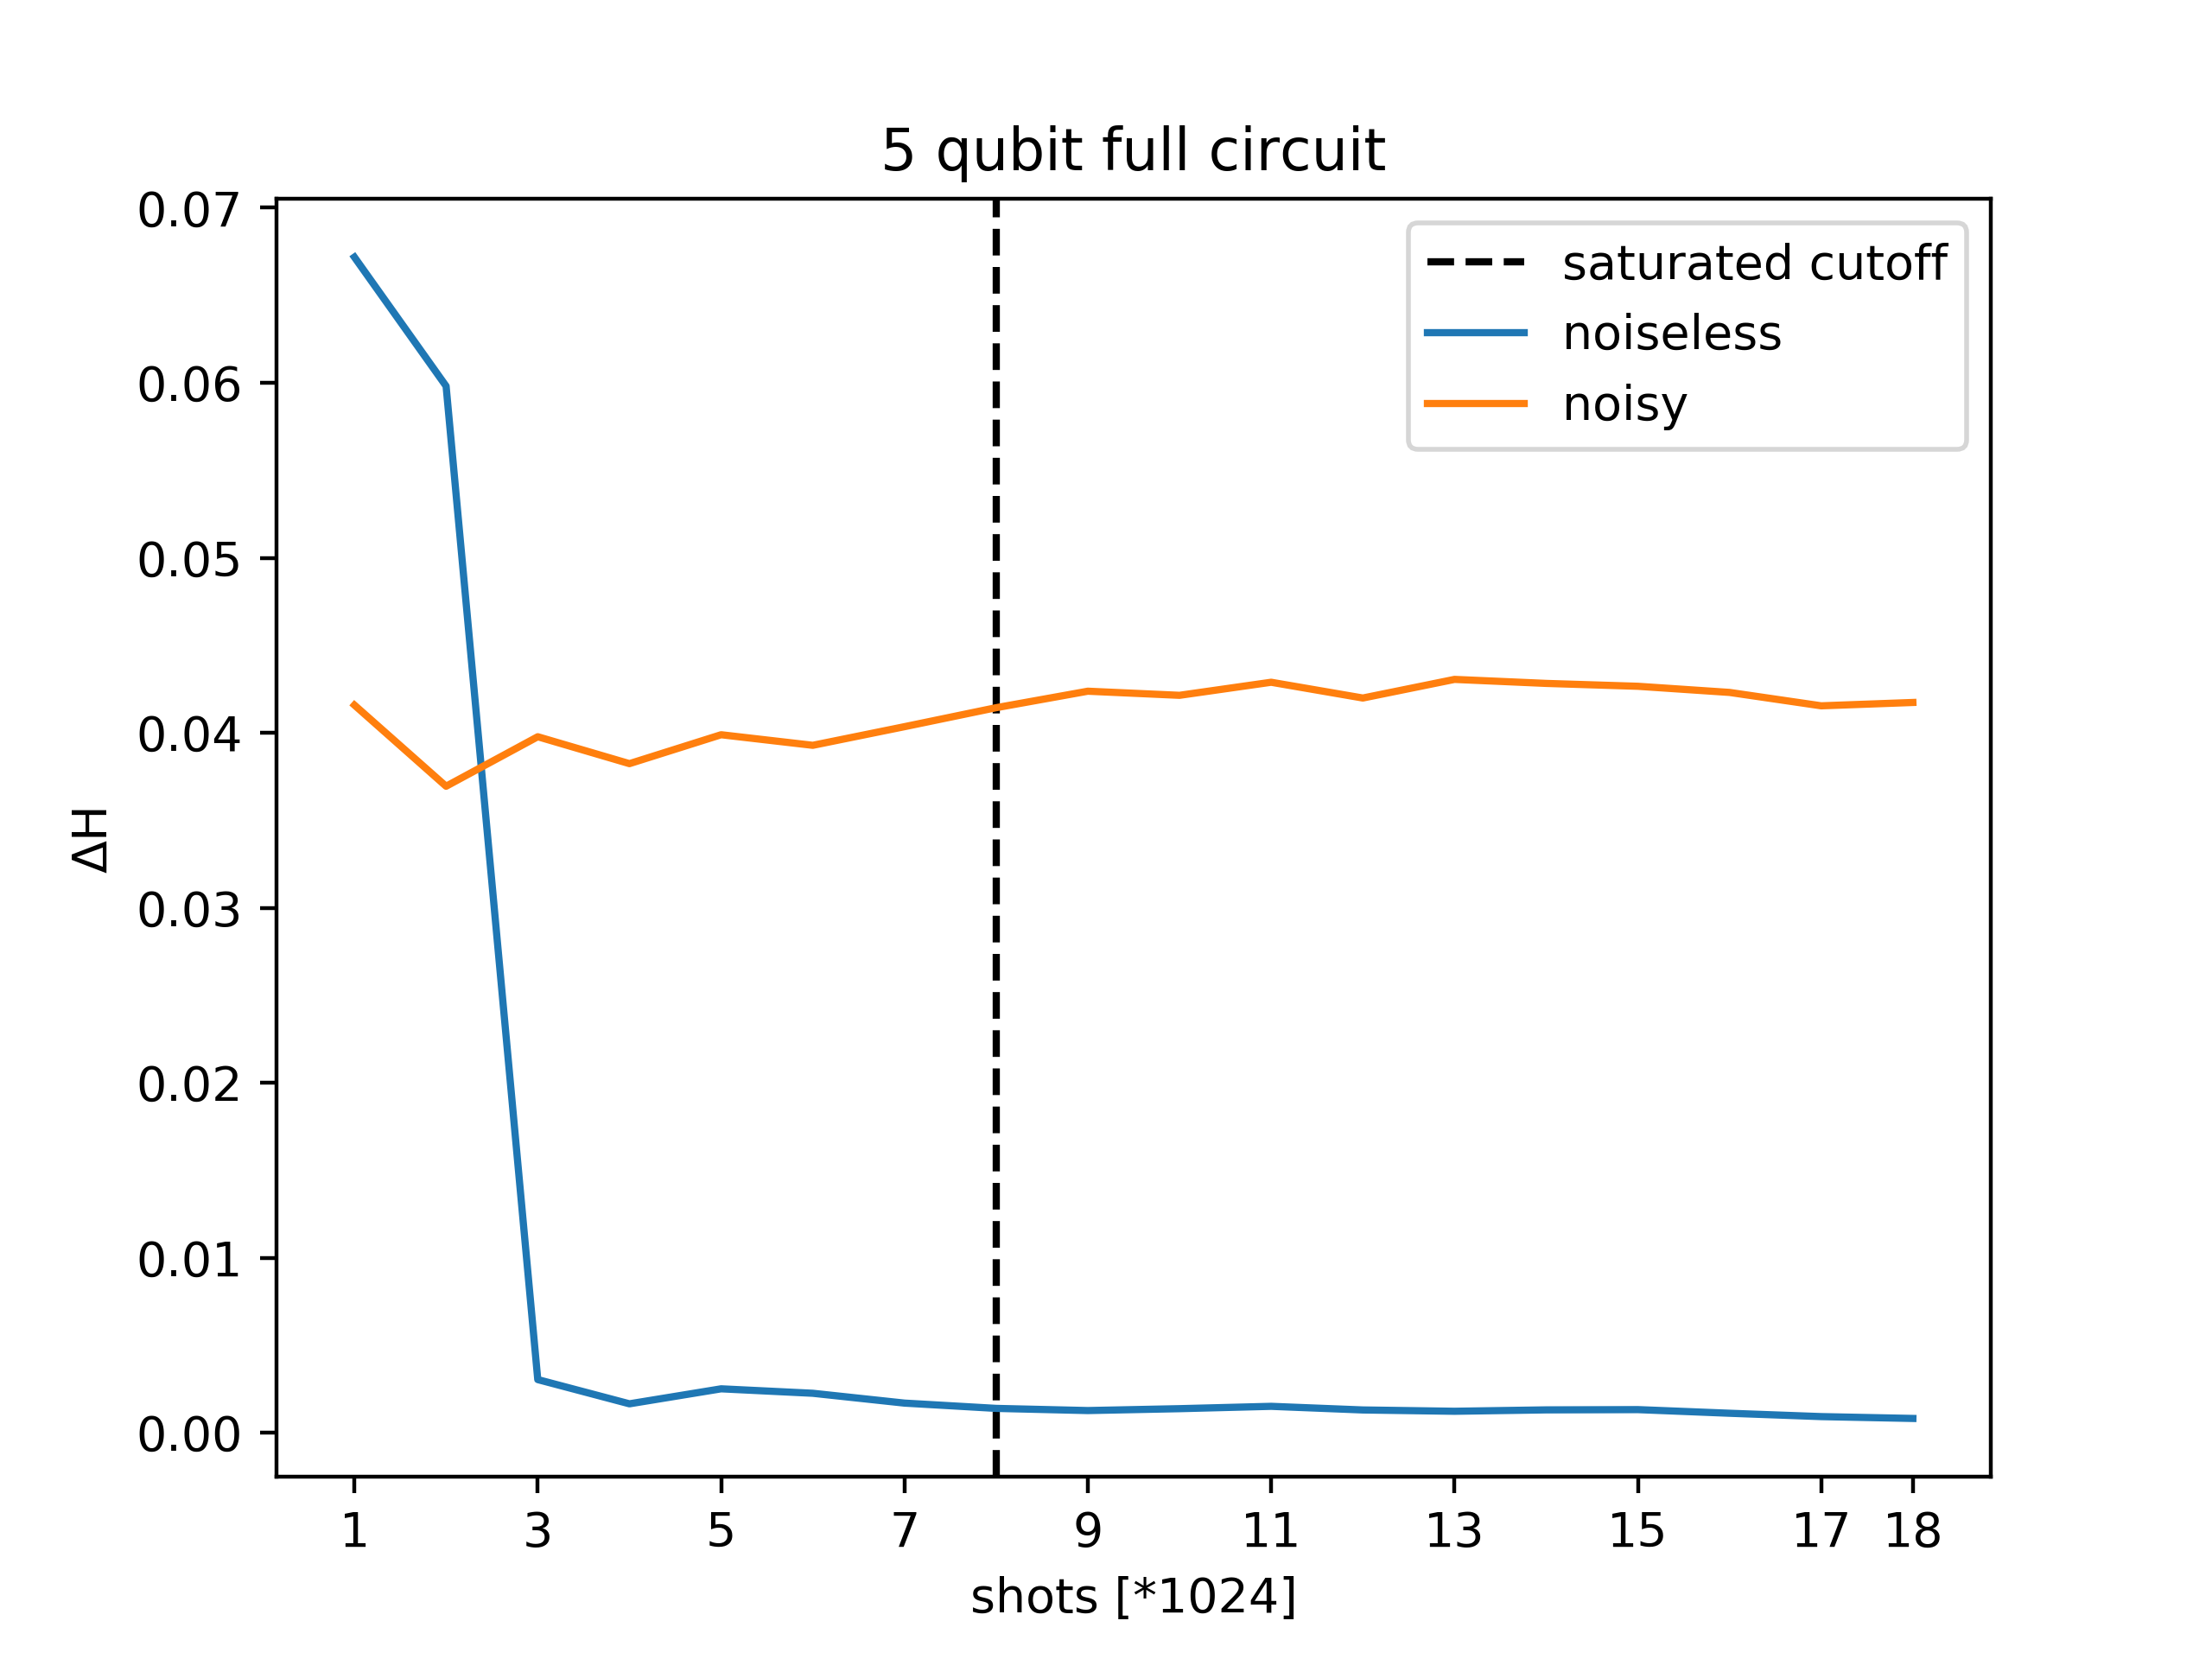 5 qubit full circuit
0.07
0.06
0.05
0.04
0.03
0.02
0.01
0.00
ΔH
saturated cutoff
noiseless
noisy
1 3 5 7 9 11 13 15 17 18
shots [*1024]